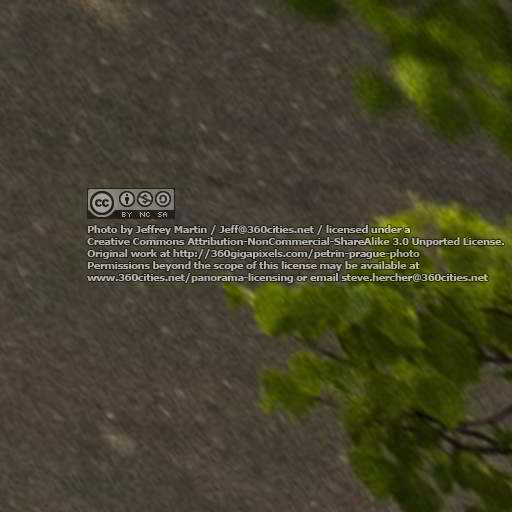 cc BY NC SA
Photo by Jeffrey Martin / Jeff@360cities.net / licensed under a
Creative Commons Attribution-NonCommercial-ShareAlike 3.0 Unported License.
Original work at http://360gigapixels.com/petrin-prague-photo
Permissions beyond the scope of this license may be available at
www.360cities.net/panorama-licensing or email steve.hercher@360cities.net